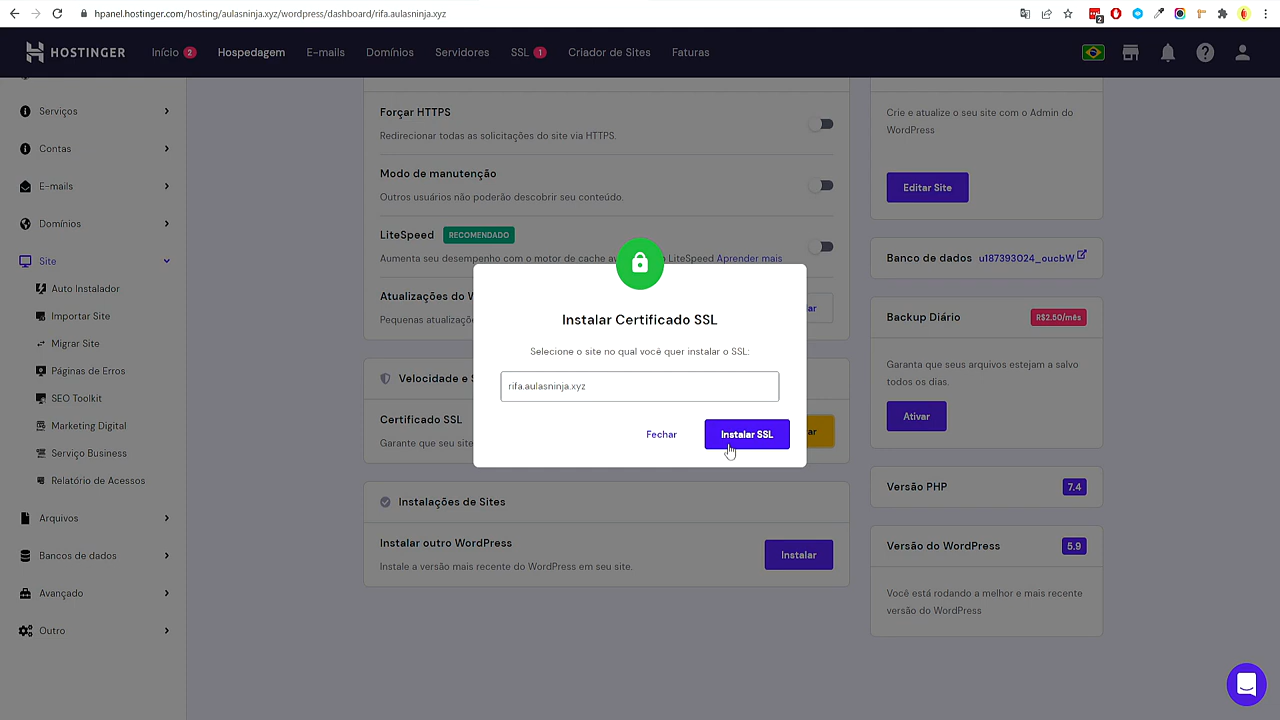 hpanel.hostinger.com/hosting/aulasninja.xyz/wordpress/dashboard/rifa.aulasninja.xyz
2
HOSTINGER
Início 2
Hospedagem
E-mails
Domínios
Servidores
SSL 1
Criador de Sites
Faturas
Serviços
Contas
E-mails
Domínios
Site
Auto Instalador
Importar Site
Migrar Site
Páginas de Erros
SEO Toolkit
Marketing Digital
Serviço Business
Relatório de Acessos
Arquivos
Bancos de dados
Avançado
Outro
Forçar HTTPS
Redirecionar todas as solicitações do site via HTTPS.
Modo de manutenção
Outros usuários não poderão descobrir seu conteúdo.
LiteSpeed RECOMENDADO
Aumenta seu desempenho com o motor de cache LiteSpeed Aprender mais
Atualizações do
Pequenas
Velocidade e
Certificado SSL
Garante que seu site
Instalações de Sites
Instalar outro WordPress
Instale a versão mais recente do WordPress em seu site.
Instalar
Instalar Certificado SSL
Selecione o site no qual você quer instalar o SSL:
rifa.aulasninja.xyz
Fechar
Instalar SSL
Crie e atualize o seu site com o Admin do
WordPress
Editar Site
Banco de dados u187393024_oucbW
Backup Diário R$2.50/mês
Garanta que seus arquivos estejam a salvo
todos os dias.
Ativar
Versão PHP 7.4
Versão do WordPress 5.9
Você está rodando a melhor e mais recente
versão do WordPress